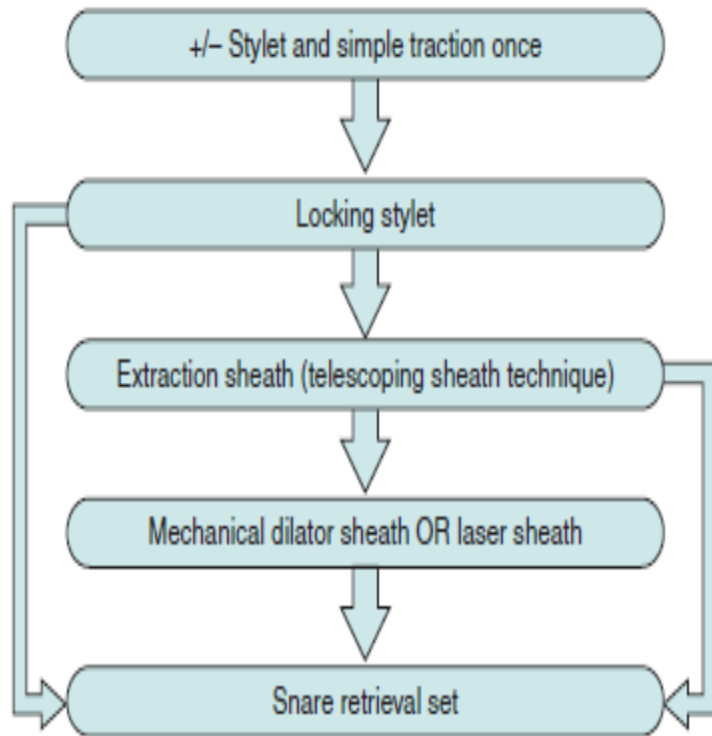 +/– Stylet and simple traction once
Locking stylet
Extraction sheath (telescoping sheath technique)
Mechanical dilator sheath OR laser sheath
Snare retrieval set